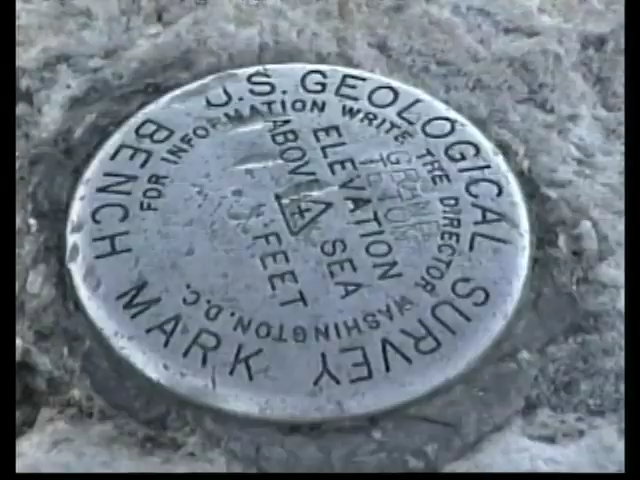 U.S. GEOLOGICAL SURVEY
BENCH MARK
FOR INFORMATION WRITE THE DIRECTOR WASHINGTON, D.C.
GRAND
TETON
ELEVATION
ABOVE SEA
FEET